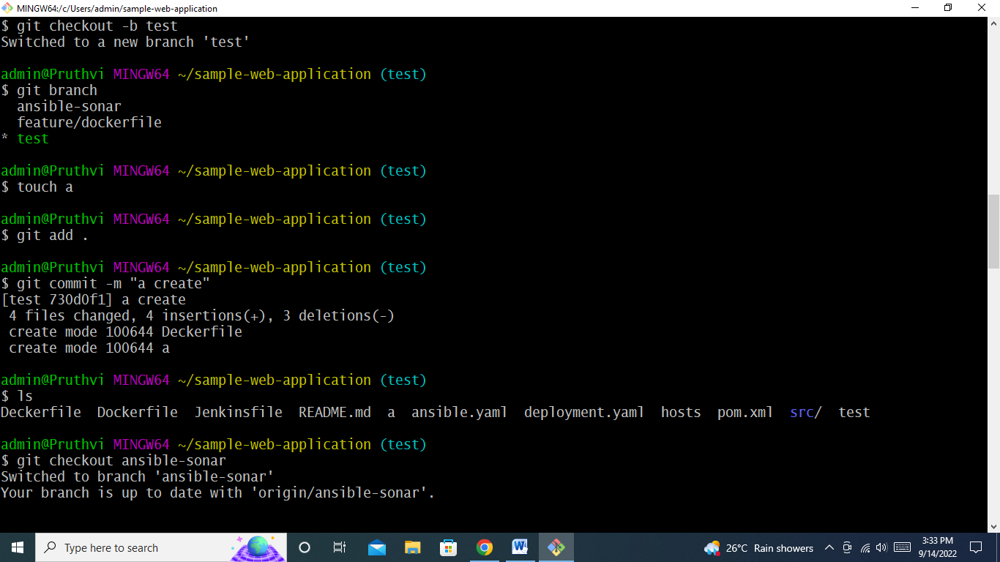 MINGW64:/c/Users/admin/sample-web-application
$ git checkout -b test
Switched to a new branch 'test'
admin@Pruthvi MINGW64 ~/sample-web-application (test)
$ git branch
  ansible-sonar
  feature/dockerfile
* test
admin@Pruthvi MINGW64 ~/sample-web-application (test)
$ touch a
admin@Pruthvi MINGW64 ~/sample-web-application (test)
$ git add .
admin@Pruthvi MINGW64 ~/sample-web-application (test)
$ git commit -m "a create"
[test 730d0f1] a create
 4 files changed, 4 insertions(+), 3 deletions(-)
 create mode 100644 Deckerfile
 create mode 100644 a
admin@Pruthvi MINGW64 ~/sample-web-application (test)
$ ls
Deckerfile  Dockerfile  Jenkinsfile  README.md  a  ansible.yaml  deployment.yaml  hosts  pom.xml  src/  test
admin@Pruthvi MINGW64 ~/sample-web-application (test)
$ git checkout ansible-sonar
Switched to branch 'ansible-sonar'
Your branch is up to date with 'origin/ansible-sonar'.
Type here to search
26°C Rain showers
3:33 PM
9/14/2022